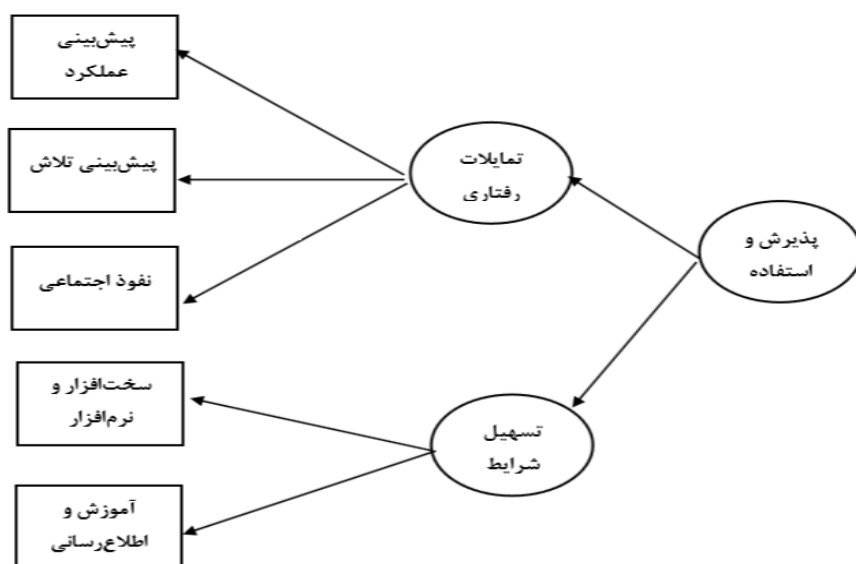 پیش‌بینی
عملکرد
پیش‌بینی تلاش
نفوذ اجتماعی
سخت‌افزار و
نرم‌افزار
آموزش و
اطلاع‌رسانی
تمایلات
رفتاری
تسهیل
شرایط
پذیرش و
استفاده